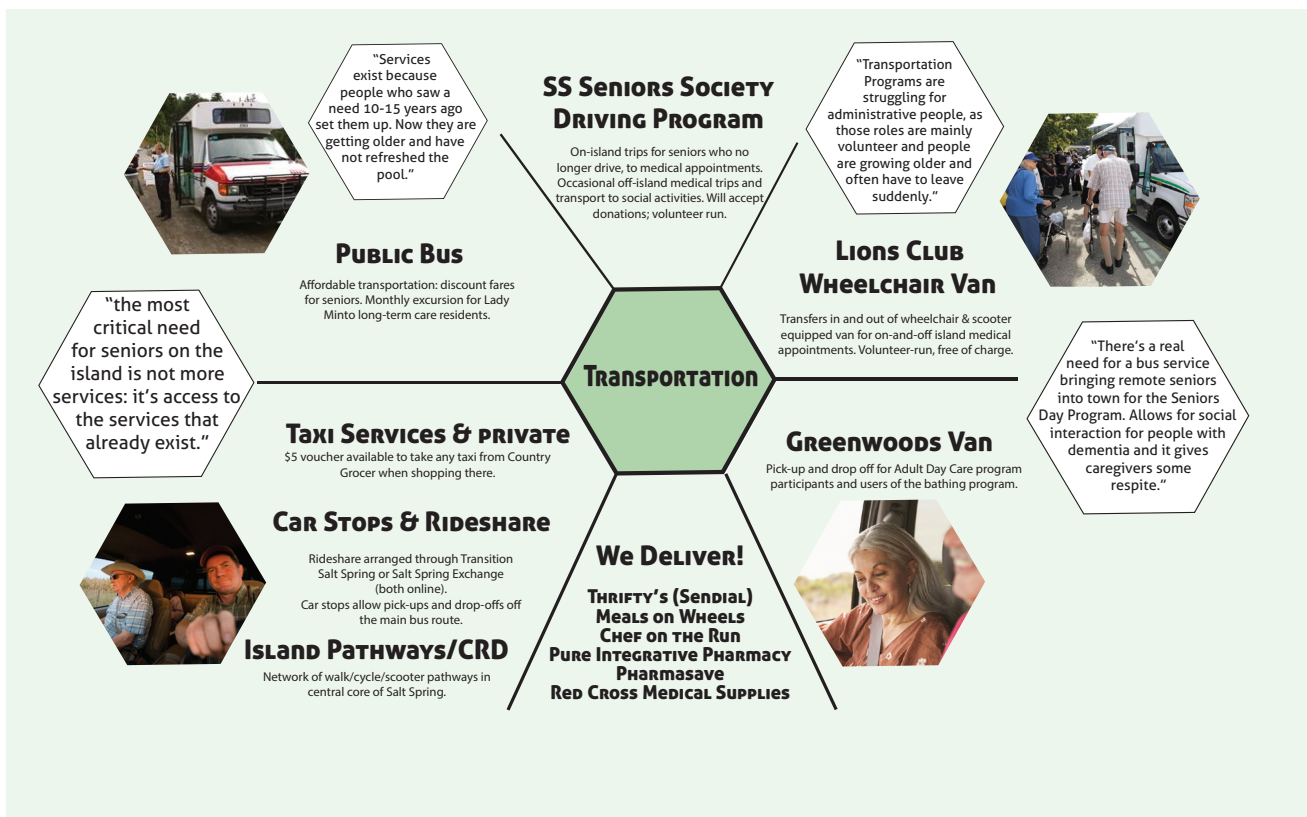 “Services
exist because
people who saw a
need 10-15 years ago
set them up. Now they are
getting older and have
not refreshed the
pool.”
SS Seniors Society
Driving Program
On-island trips for seniors who no
longer drive, to medical appointments.
Occasional off-island medical trips and
transport to social activities. Will accept
donations; volunteer run.
“Transportation
Programs are
struggling for
administrative people, as
those roles are mainly
volunteer and people
are growing older and
often have to leave
suddenly.”
Public Bus
Affordable transportation: discount fares
for seniors. Monthly excursion for Lady
Minto long-term care residents.
Lions Club
Wheelchair Van
Transfers in and out of wheelchair & scooter
equipped van for on-and-off island medical
appointments. Volunteer-run, free of charge.
“the most
critical need
for seniors on the
island is not more
services: it’s access to
the services that
already exist.”
Transportation
“There’s a real
need for a bus service
bringing remote seniors
into town for the Seniors
Day Program. Allows for social
interaction for people with
dementia and it gives
caregivers some
respite.“
Taxi Services & private
$5 voucher available to take any taxi from Country
Grocer when shopping there.
Greenwoods Van
Pick-up and drop off for Adult Day Care program
participants and users of the bathing program.
Car Stops & Rideshare
Rideshare arranged through Transition
Salt Spring or Salt Spring Exchange
(both online).
Car stops allow pick-ups and drop-offs off
the main bus route.
Island Pathways/CRD
Network of walk/cycle/scooter pathways in
central core of Salt Spring.
We Deliver!
Thrifty’s (Sendial)
Meals on Wheels
Chef on the Run
Pure Integrative Pharmacy
Pharmasave
Red Cross Medical Supplies